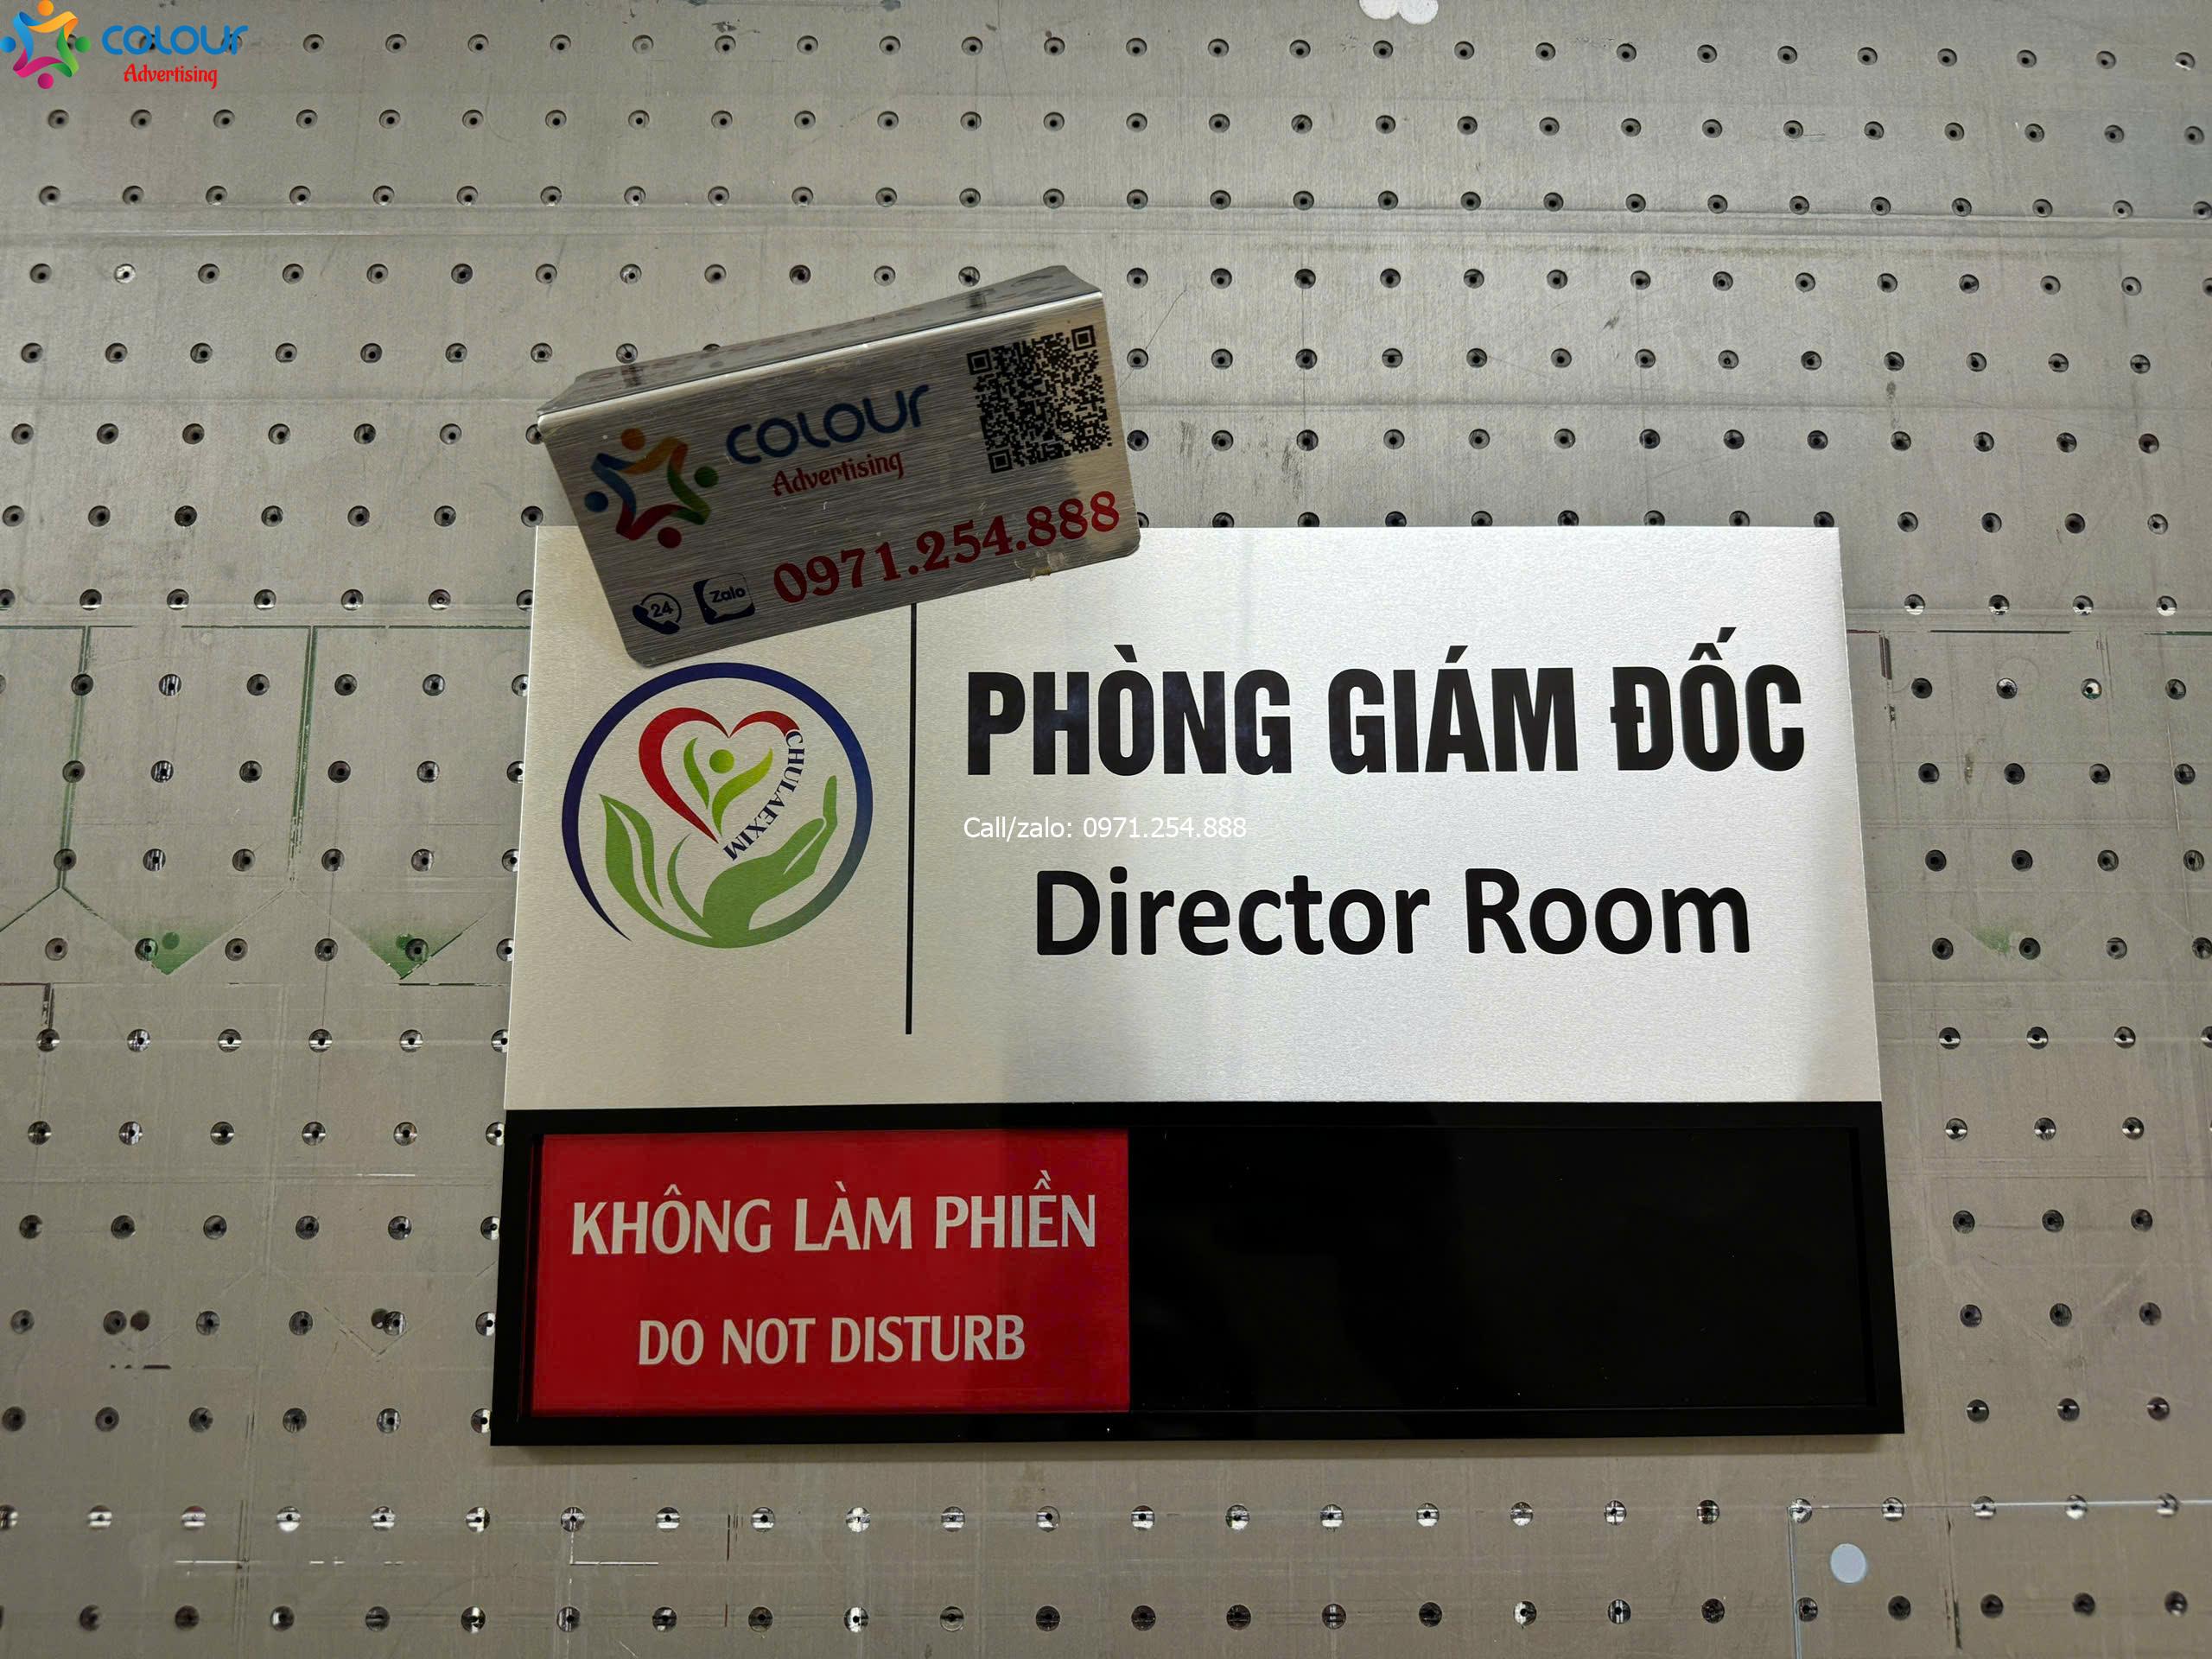 COLOUR
Advertising
COLOUR
Advertising
24
Zalo
0971.254.888
CHULAEXIM
PHÒNG GIÁM ĐỐC
Call/zalo: 0971.254.888
Director Room
KHÔNG LÀM PHIỀN
DO NOT DISTURB